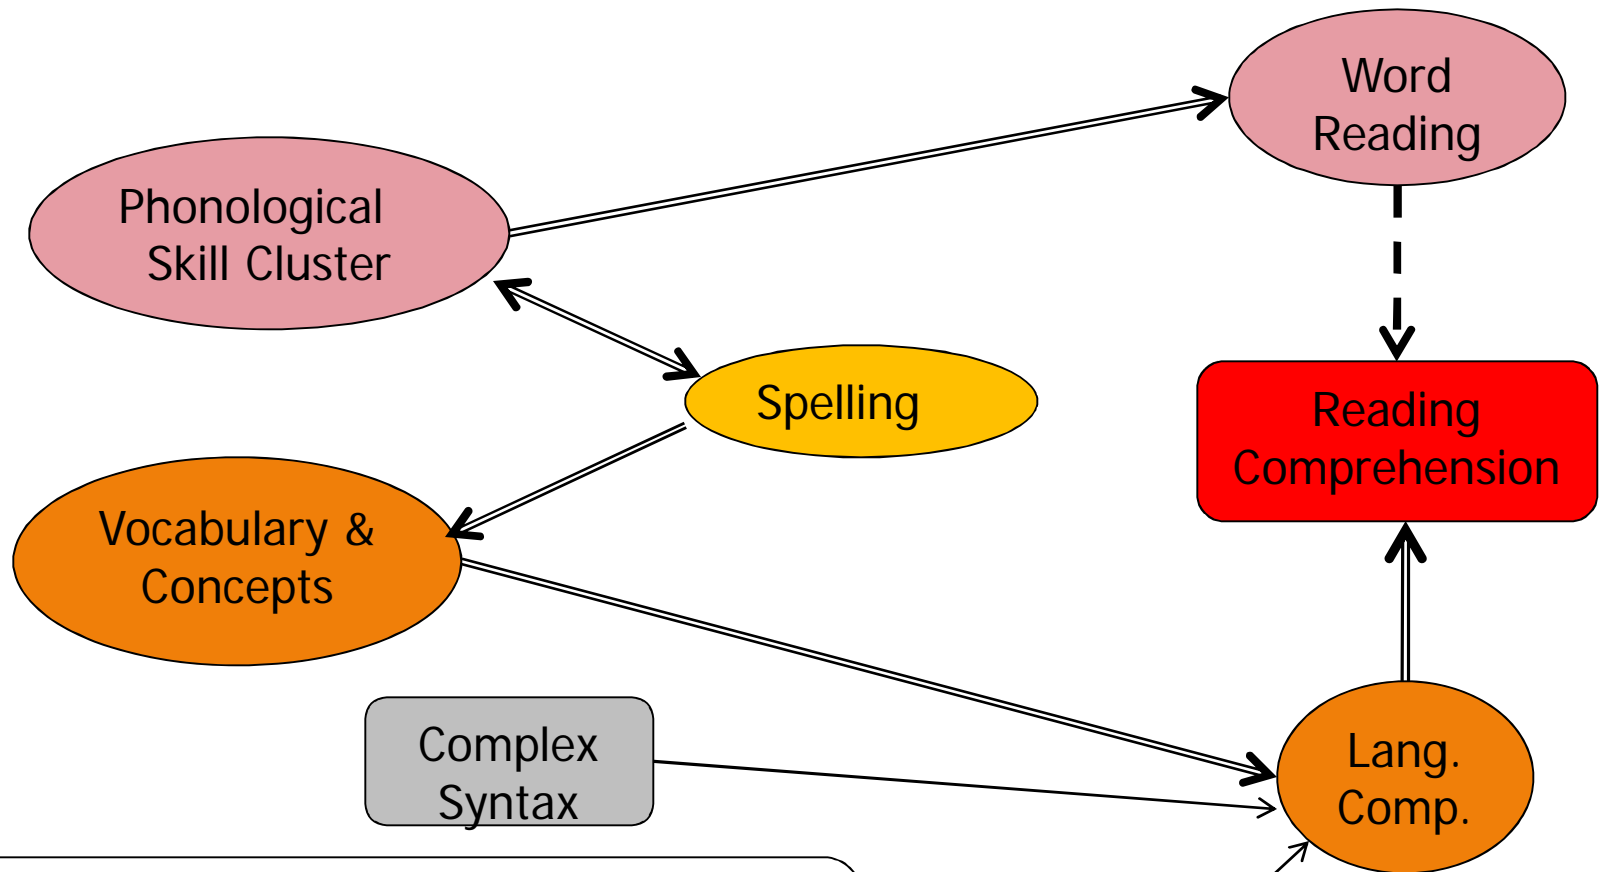 Word
Reading
Phonological
Skill Cluster
Spelling
Reading
Comprehension
Vocabulary &
Concepts
Complex
Syntax
Lang.
Comp.